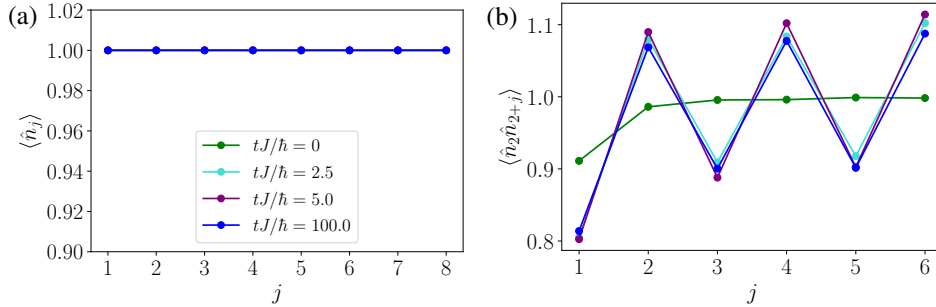 (a)
1.02
1.00
0.98
0.96
0.94
0.92
0.90
⟨n̂ⱼ⟩
tJ/ħ = 0
tJ/ħ = 2.5
tJ/ħ = 5.0
tJ/ħ = 100.0
1 2 3 4 5 6 7 8
j
(b)
1.1
1.0
0.9
0.8
⟨n̂₂n̂₂₊ⱼ⟩
1 2 3 4 5 6
j